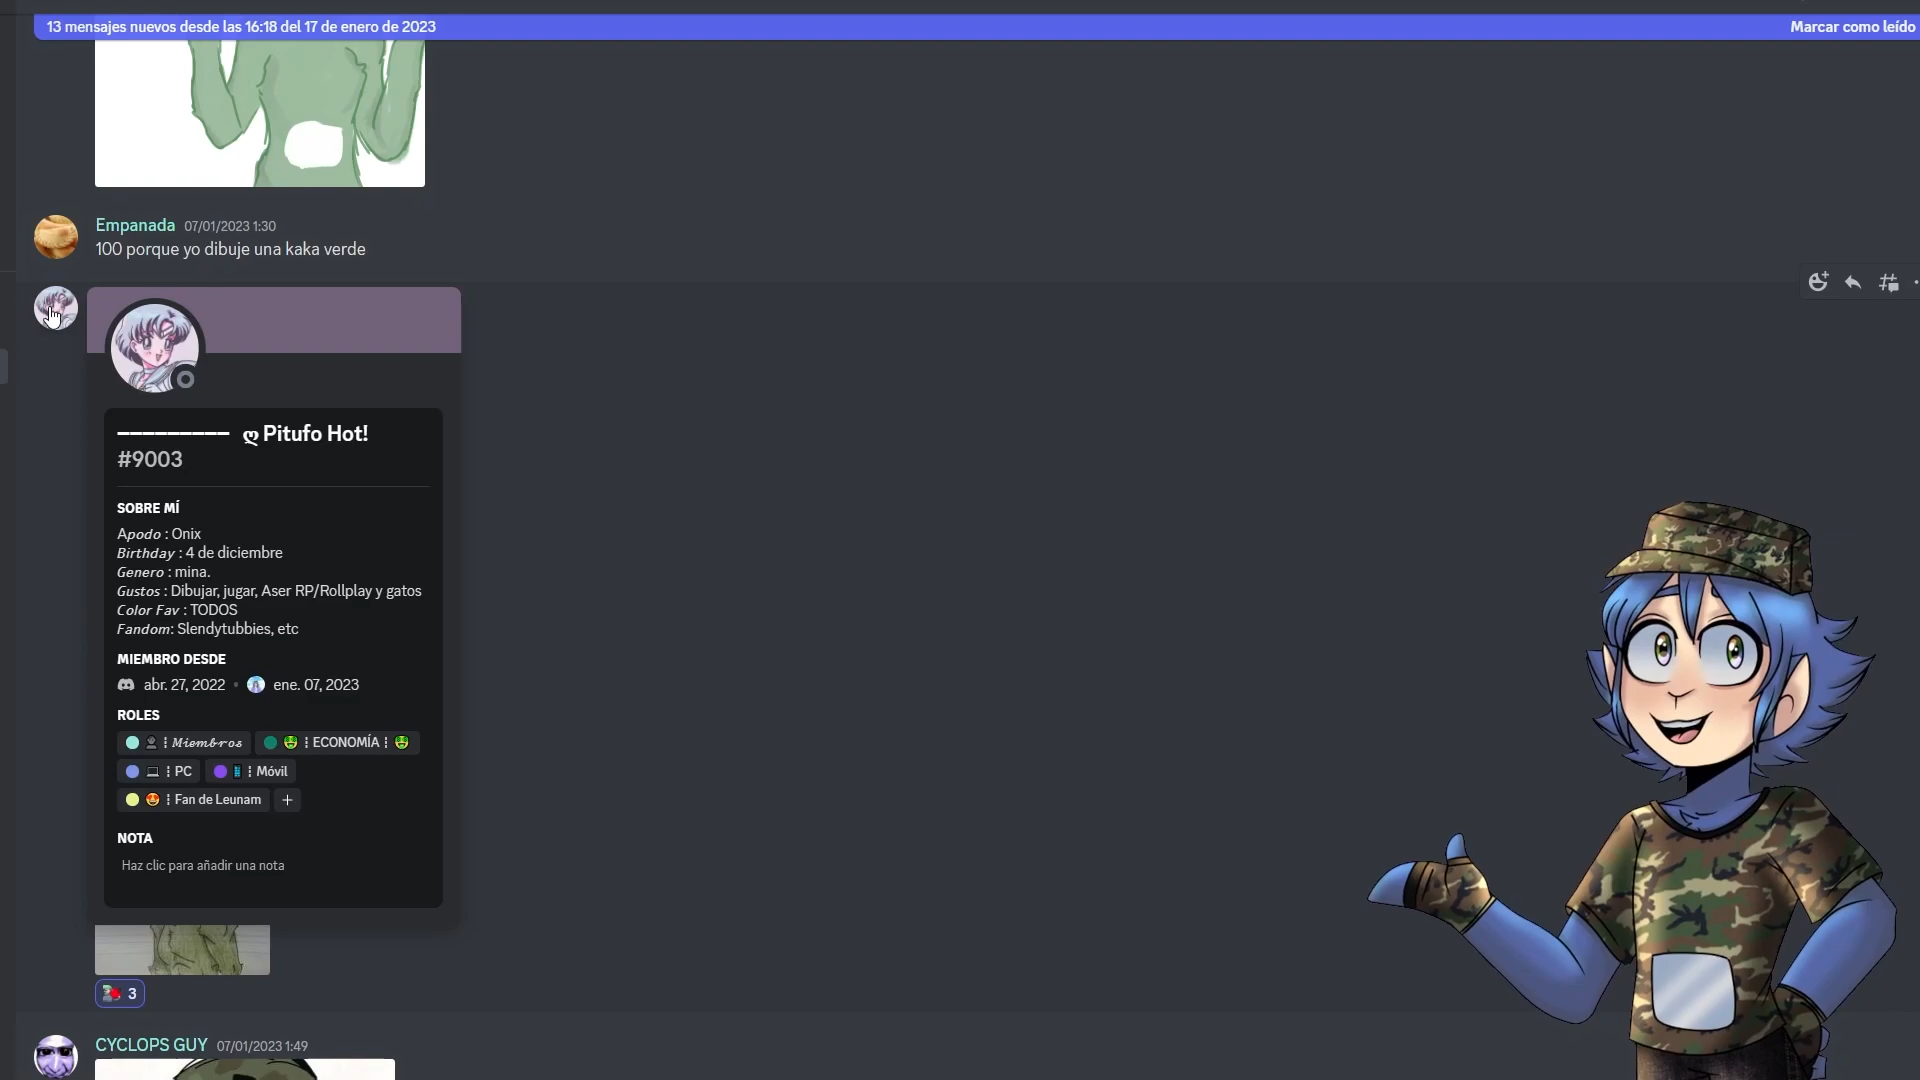 13 mensajes nuevos desde las 16:18 del 17 de enero de 2023
Marcar como leído
Empanada 07/01/2023 1:30
100 porque yo dibuje una kaka verde
————————— ღ Pitufo Hot!
#9003
SOBRE MÍ
A𝘱𝘰𝘥𝘰 : Onix
𝘉𝘪𝘳𝘵𝘩𝘥𝘢𝘺 : 4 de diciembre
𝘎𝘦𝘯𝘦𝘳𝘰 : mina.
𝘎𝘶𝘴𝘵𝘰𝘴 : Dibujar, jugar, Aser RP/Rollplay y gatos
𝘊𝘰𝘭𝘰𝘳 𝘍𝘢𝘷 : TODOS
𝘍𝘢𝘯𝘥𝘰𝘮: Slendytubbies, etc
MIEMBRO DESDE
abr. 27, 2022 • ene. 07, 2023
ROLES
👤 ┋ 𝓜𝓲𝓮𝓶𝓫𝓻𝓸𝓼 🤑 ┋ ECONOMÍA ┋ 🤑
💻 ┋ PC 📱 ┋ Móvil
😍 ┋ Fan de Leunam +
NOTA
Haz clic para añadir una nota
3
CYCLOPS GUY 07/01/2023 1:49